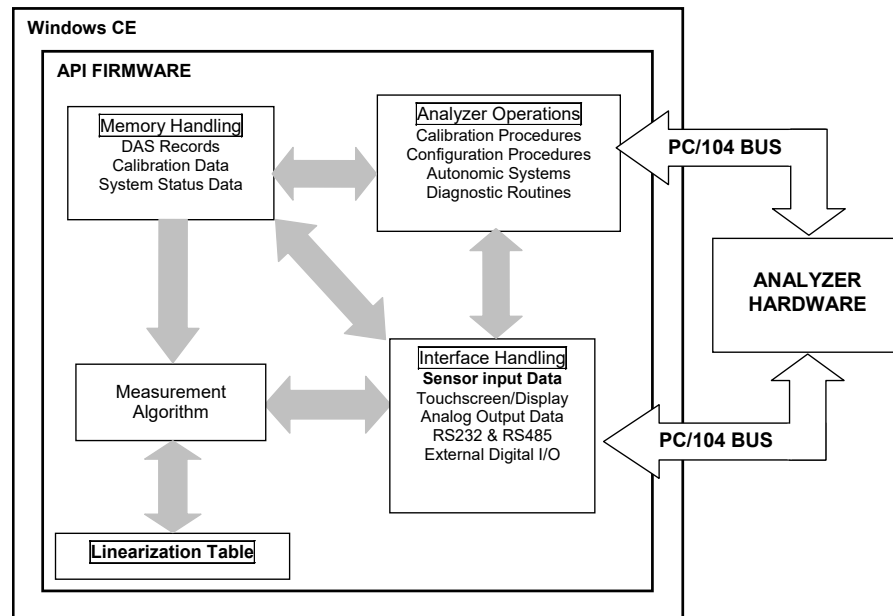 Windows CE
API FIRMWARE
Memory Handling
DAS Records
Calibration Data
System Status Data
Analyzer Operations
Calibration Procedures
Configuration Procedures
Autonomic Systems
Diagnostic Routines
PC/104 BUS
ANALYZER
HARDWARE
Measurement
Algorithm
Interface Handling
Sensor input Data
Touchscreen/Display
Analog Output Data
RS232 & RS485
External Digital I/O
PC/104 BUS
Linearization Table